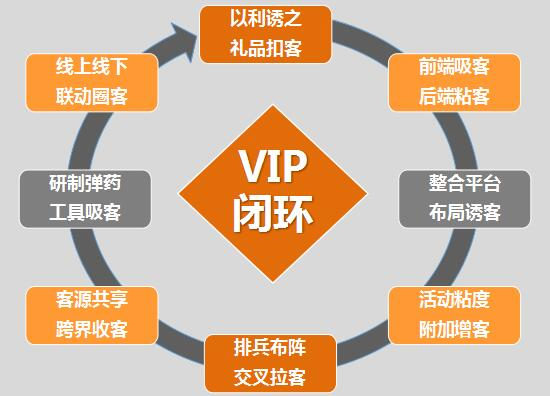 以利诱之
礼品扣客
前端吸客
后端粘客
整合平台
布局诱客
活动粘度
附加增客
排兵布阵
交叉拉客
客源共享
跨界收客
研制弹药
工具吸客
线上线下
联动圈客
VIP
闭环